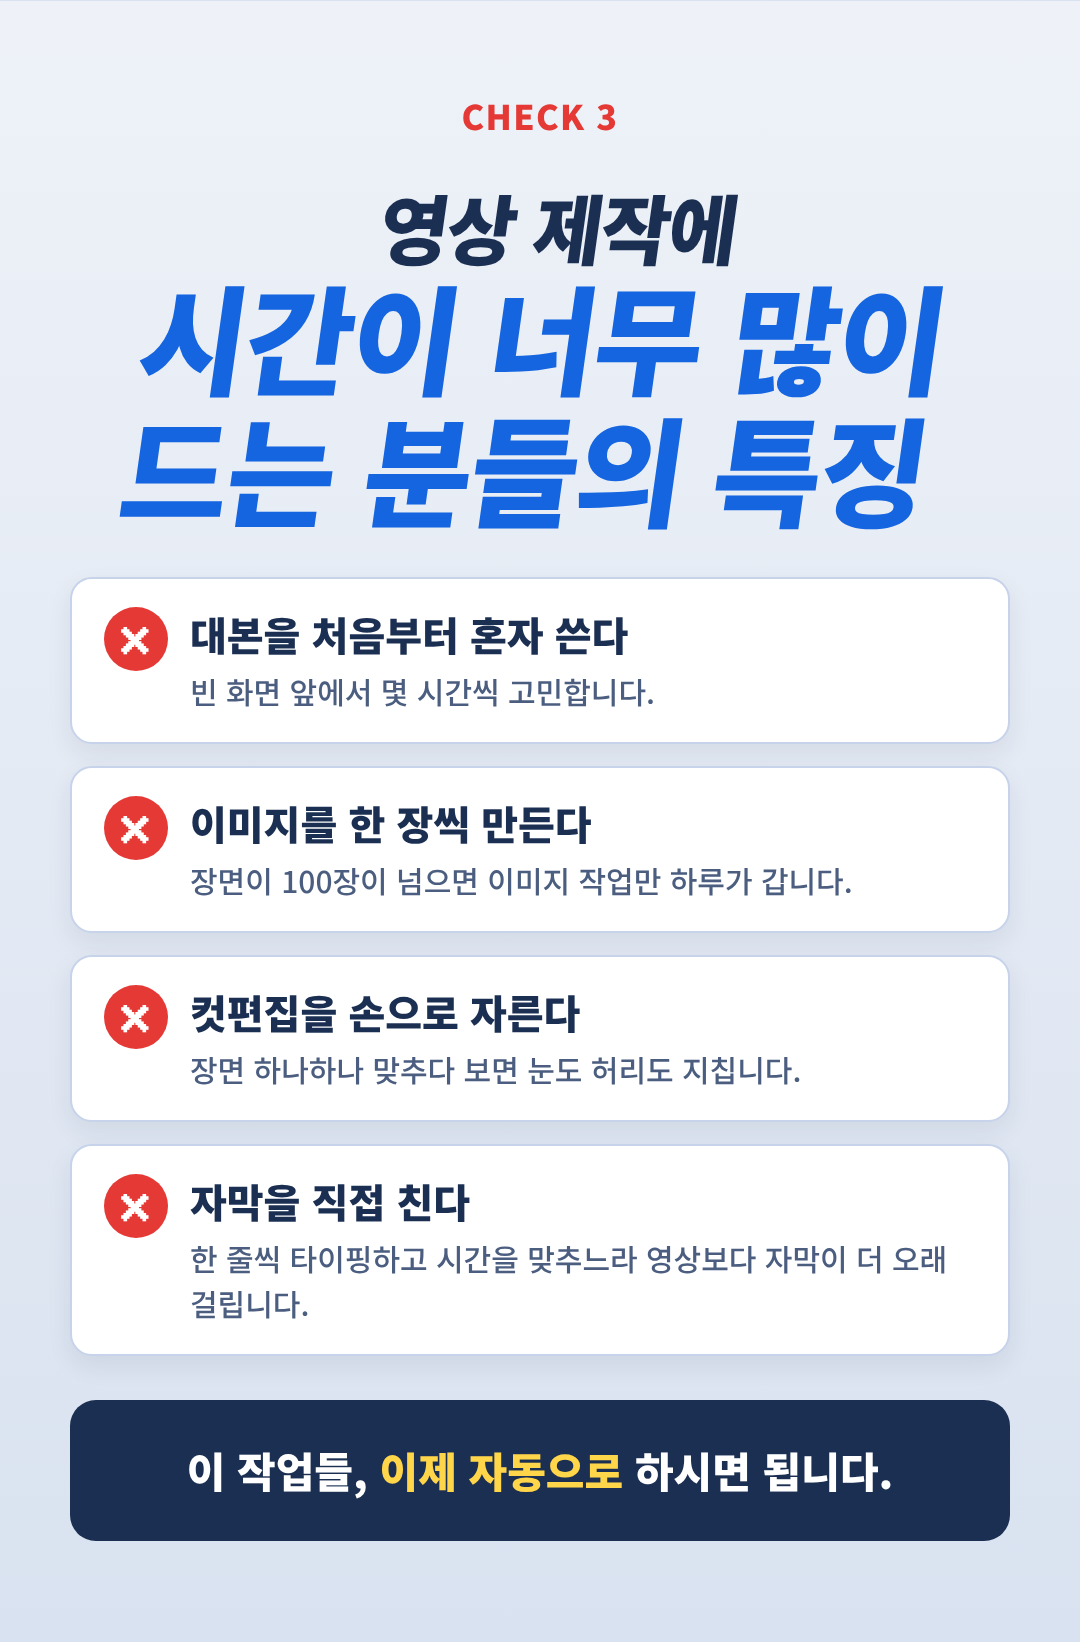 CHECK 3
영상 제작에
시간이 너무 많이
드는 분들의 특징
대본을 처음부터 혼자 쓴다
빈 화면 앞에서 몇 시간씩 고민합니다.
이미지를 한 장씩 만든다
장면이 100장이 넘으면 이미지 작업만 하루가 갑니다.
컷편집을 손으로 자른다
장면 하나하나 맞추다 보면 눈도 허리도 지칩니다.
자막을 직접 친다
한 줄씩 타이핑하고 시간을 맞추느라 영상보다 자막이 더 오래
걸립니다.
이 작업들, 이제 자동으로 하시면 됩니다.